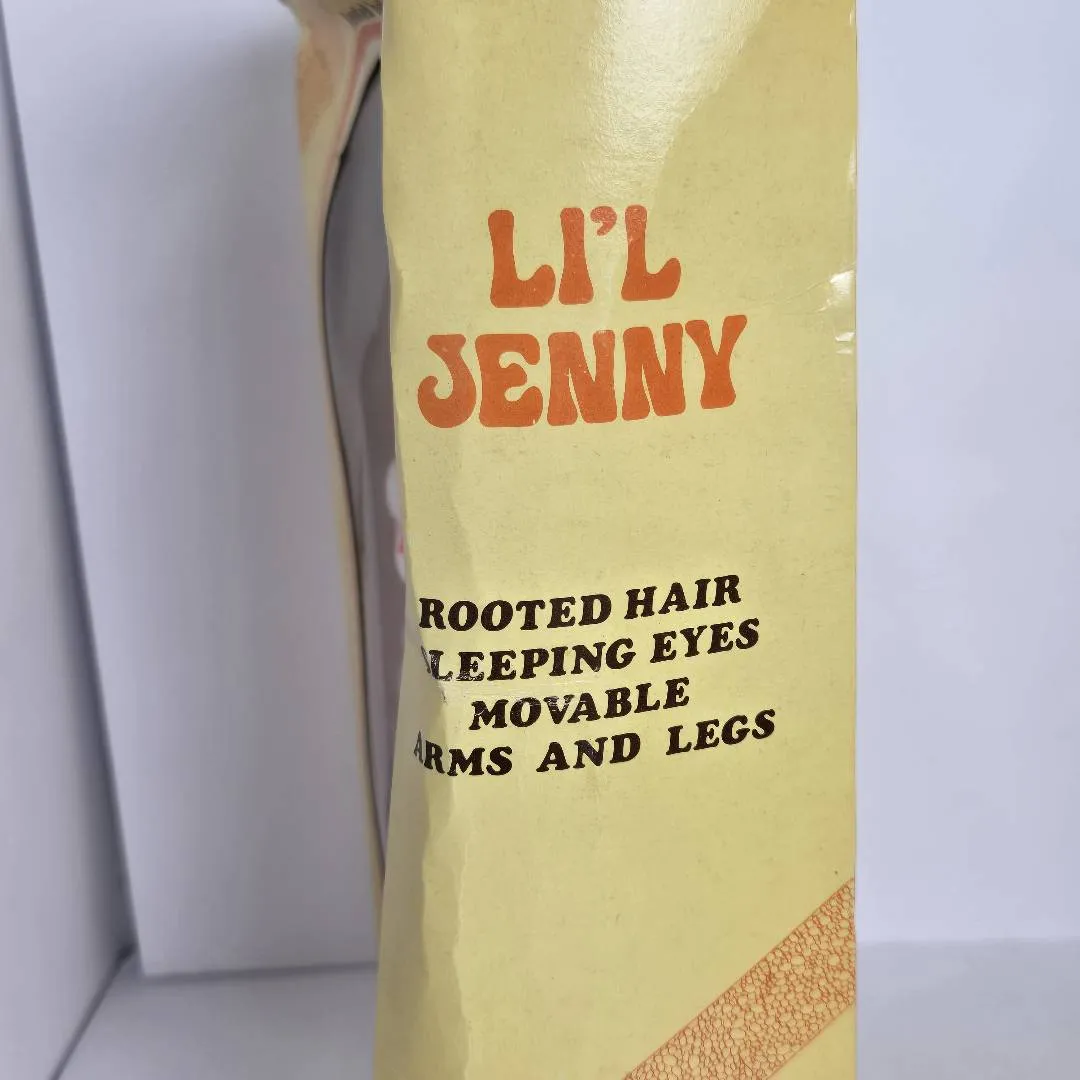 LI'L
JENNY
ROOTED HAIR
SLEEPING EYES
MOVABLE
ARMS AND LEGS